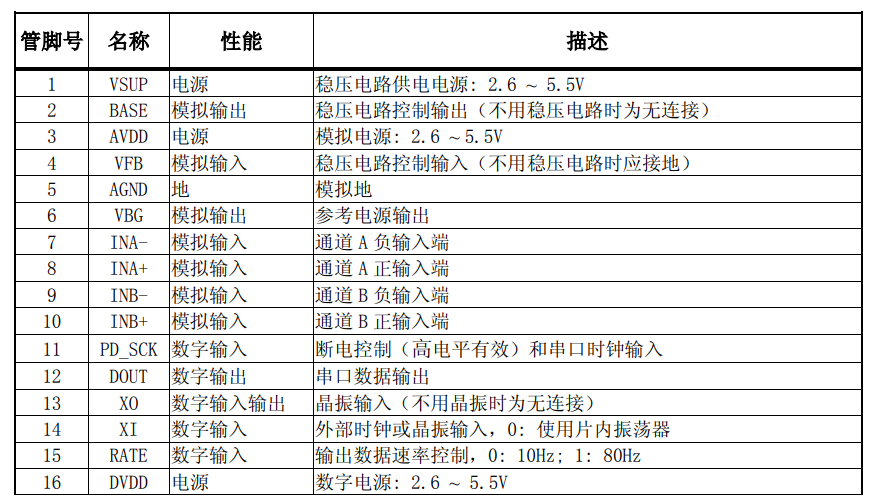 管脚号 名称 性能 描述
1 VSUP 电源 稳压电路供电电源: 2.6 ~ 5.5V
2 BASE 模拟输出 稳压电路控制输出（不用稳压电路时为无连接）
3 AVDD 电源 模拟电源: 2.6 ~5.5V
4 VFB 模拟输入 稳压电路控制输入（不用稳压电路时应接地）
5 AGND 地 模拟地
6 VBG 模拟输出 参考电源输出
7 INA- 模拟输入 通道 A 负输入端
8 INA+ 模拟输入 通道 A 正输入端
9 INB- 模拟输入 通道 B 负输入端
10 INB+ 模拟输入 通道 B 正输入端
11 PD_SCK 数字输入 断电控制（高电平有效）和串口时钟输入
12 DOUT 数字输出 串口数据输出
13 XO 数字输入输出 晶振输入（不用晶振时为无连接）
14 XI 数字输入 外部时钟或晶振输入，0: 使用片内振荡器
15 RATE 数字输入 输出数据速率控制，0: 10Hz; 1: 80Hz
16 DVDD 电源 数字电源: 2.6 ~ 5.5V